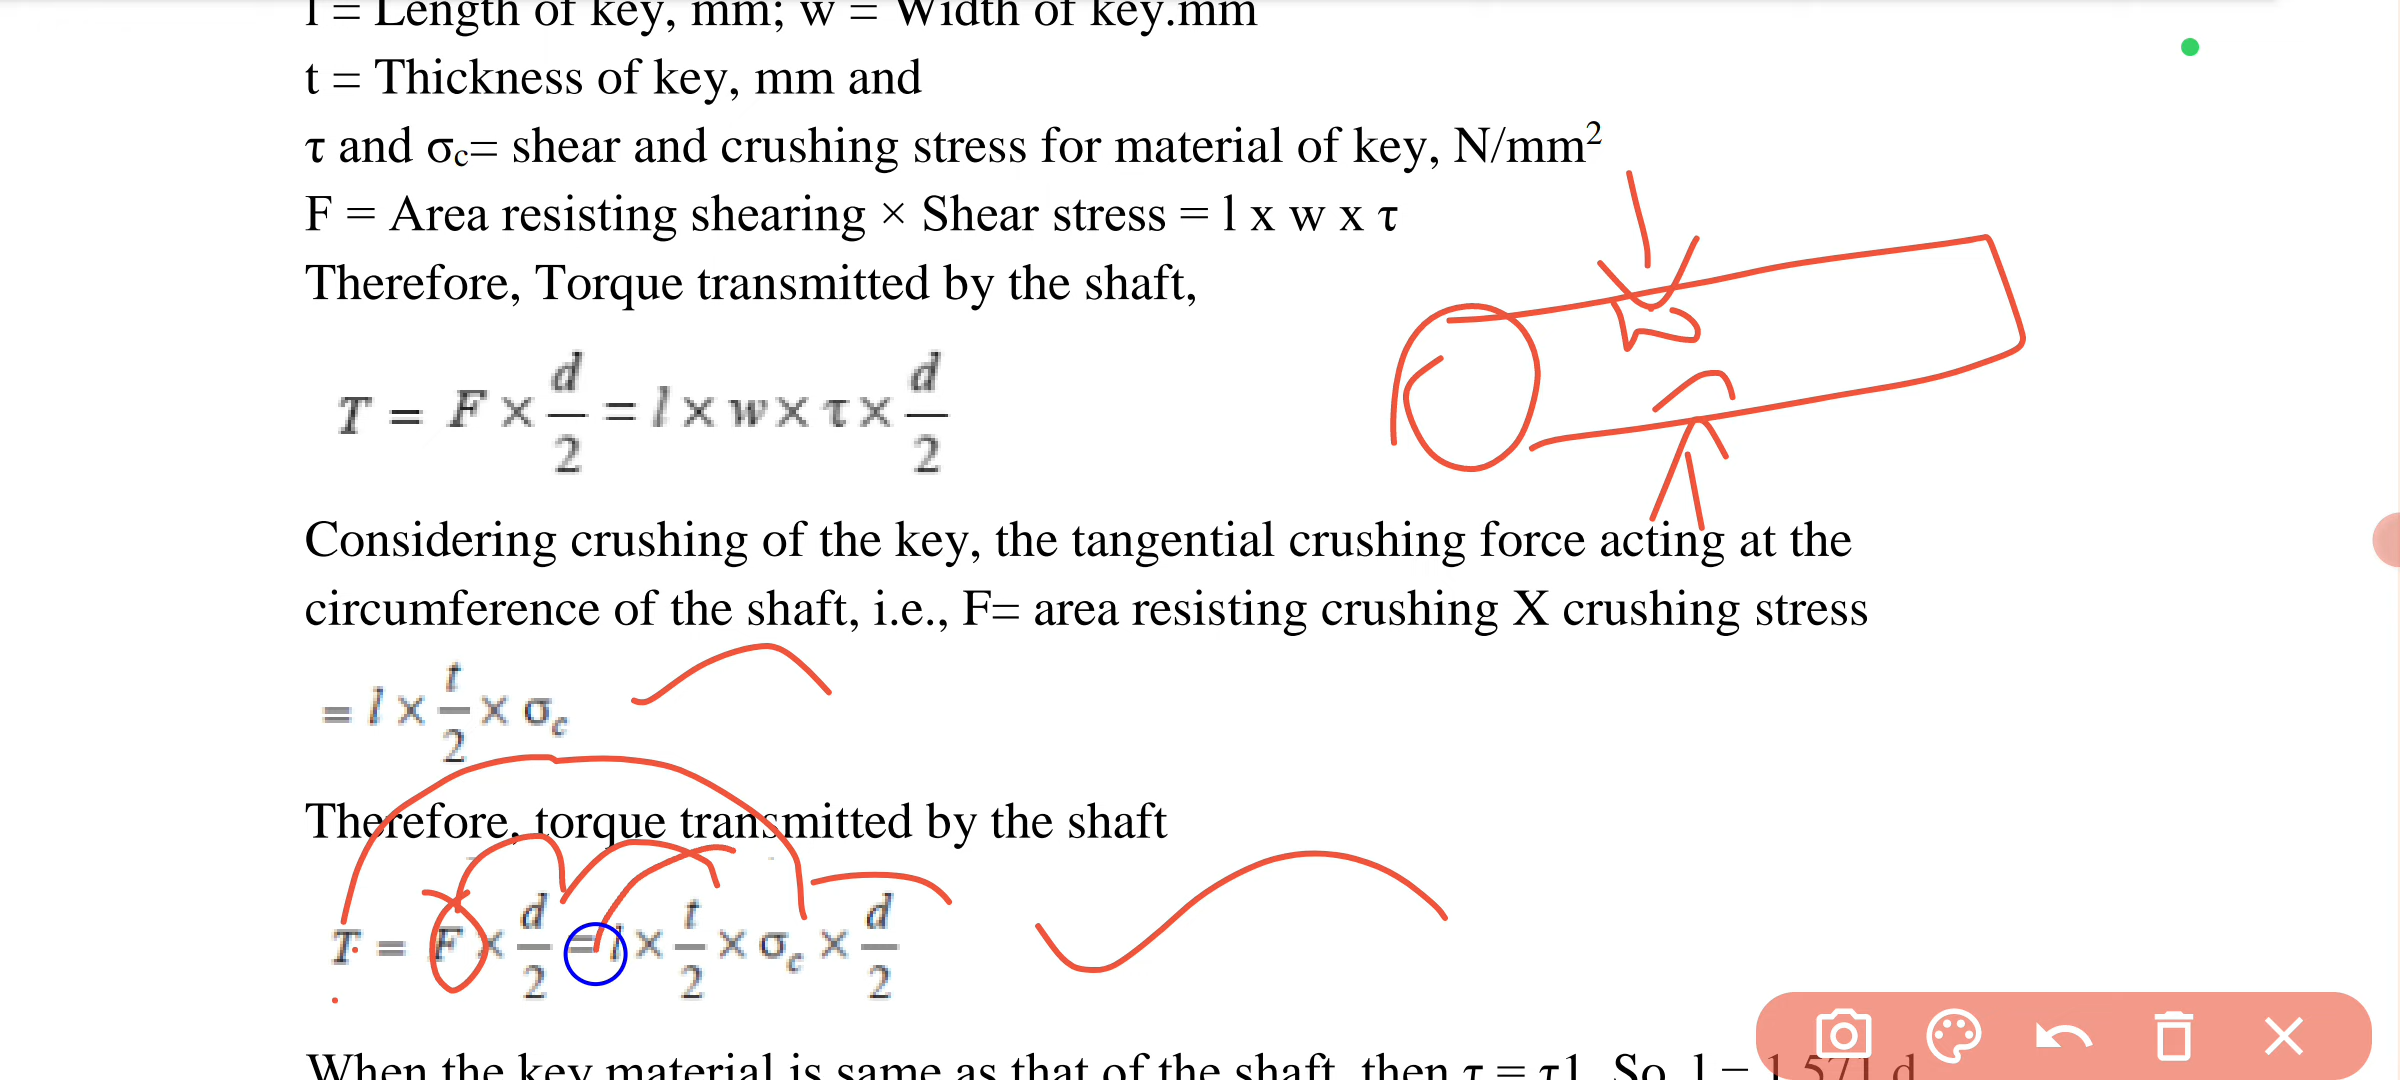 l = Length of key, mm; w = Width of key.mm
t = Thickness of key, mm and
τ and σc= shear and crushing stress for material of key, N/mm²
F = Area resisting shearing × Shear stress = l x w x τ
Therefore, Torque transmitted by the shaft,
T = F × d/2 = l × w × τ × d/2
Considering crushing of the key, the tangential crushing force acting at the
circumference of the shaft, i.e., F= area resisting crushing X crushing stress
= l × t/2 × σc
Therefore, torque transmitted by the shaft
T = F × d/2 = l × t/2 × σc × d/2
When the key material is same as that of the shaft, then τ = τ1. So, l = 1.571 d